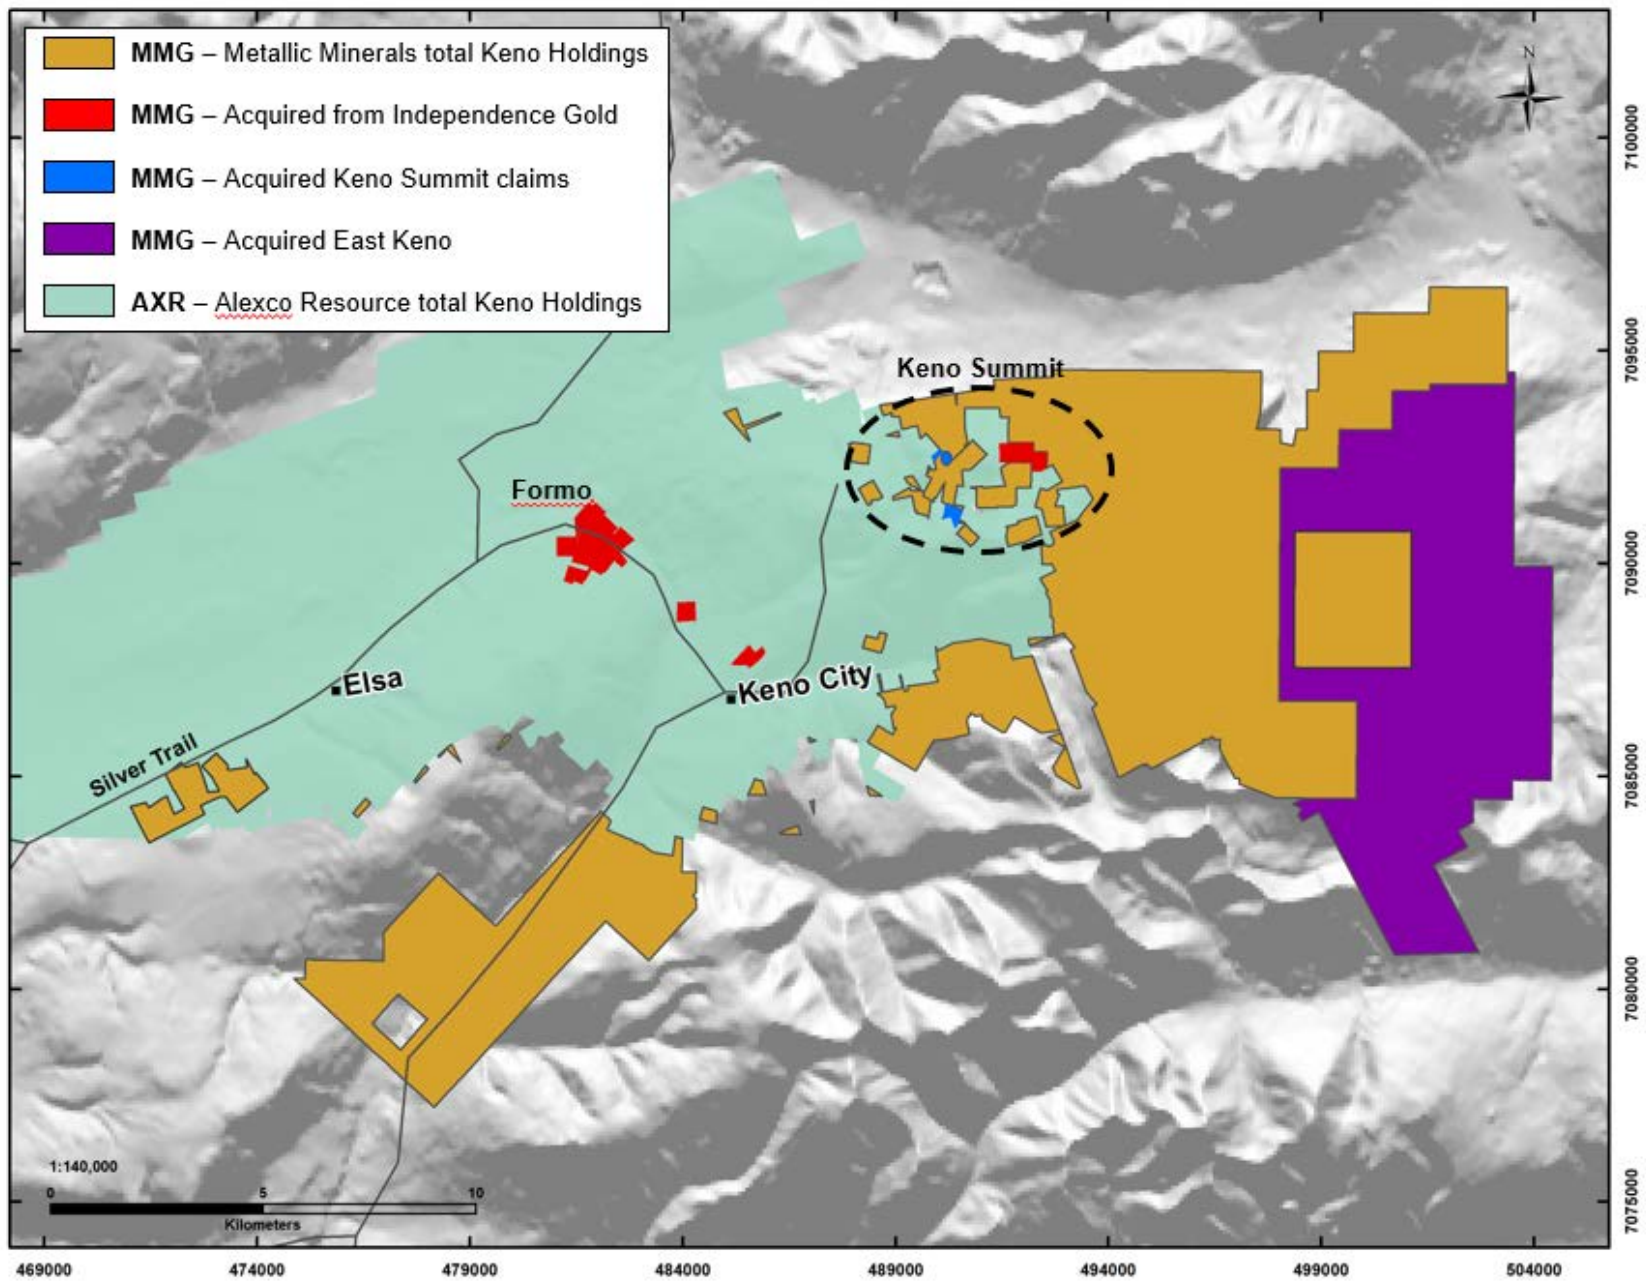 MMG – Metallic Minerals total Keno Holdings
MMG – Acquired from Independence Gold
MMG – Acquired Keno Summit claims
MMG – Acquired East Keno
AXR – Alexco Resource total Keno Holdings
N
7100000
7095000
7090000
7085000
7080000
7075000
Keno Summit
Formo
Elsa
Keno City
Silver Trail
1:140,000
0 5 10
Kilometers
469000 474000 479000 484000 489000 494000 499000 504000